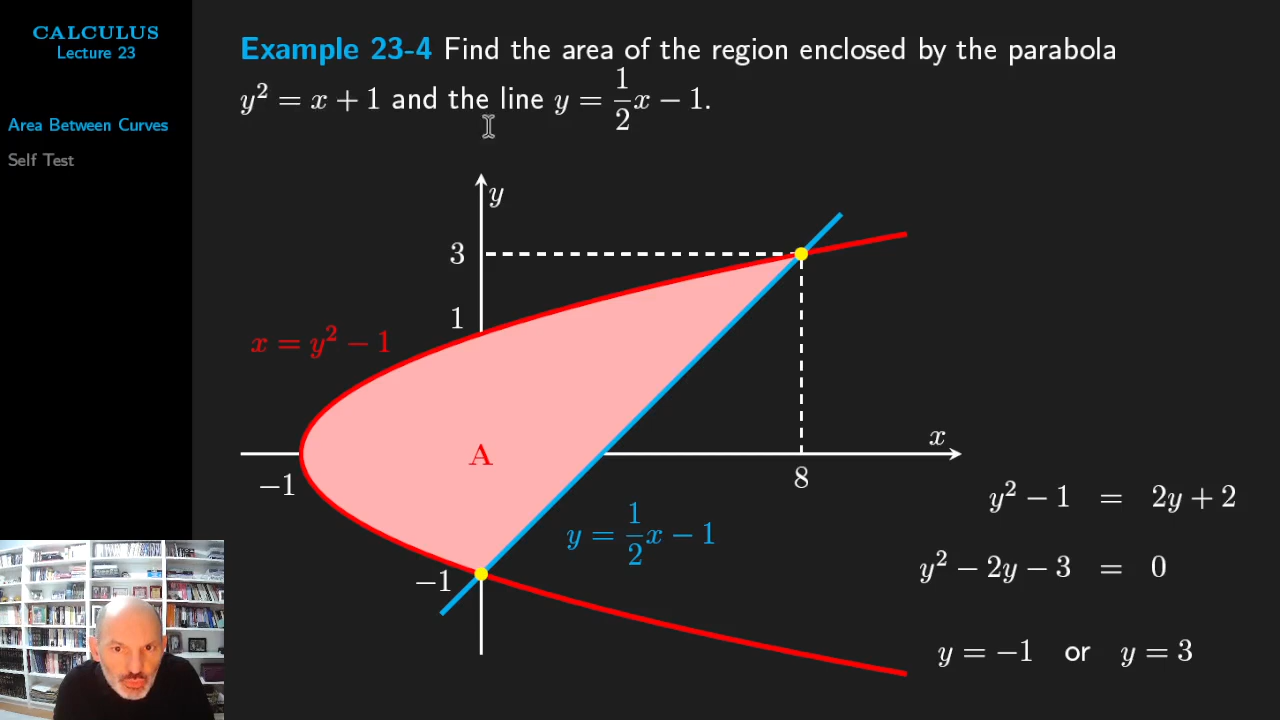 CALCULUS
Lecture 23
Area Between Curves
Self Test
Example 23-4 Find the area of the region enclosed by the parabola
y² = x + 1 and the line y = 1/2 x − 1.
y
3
1
x = y² − 1
A
x
−1
8
y = 1/2 x − 1
−1
y² − 1 = 2y + 2
y² − 2y − 3 = 0
y = −1 or y = 3